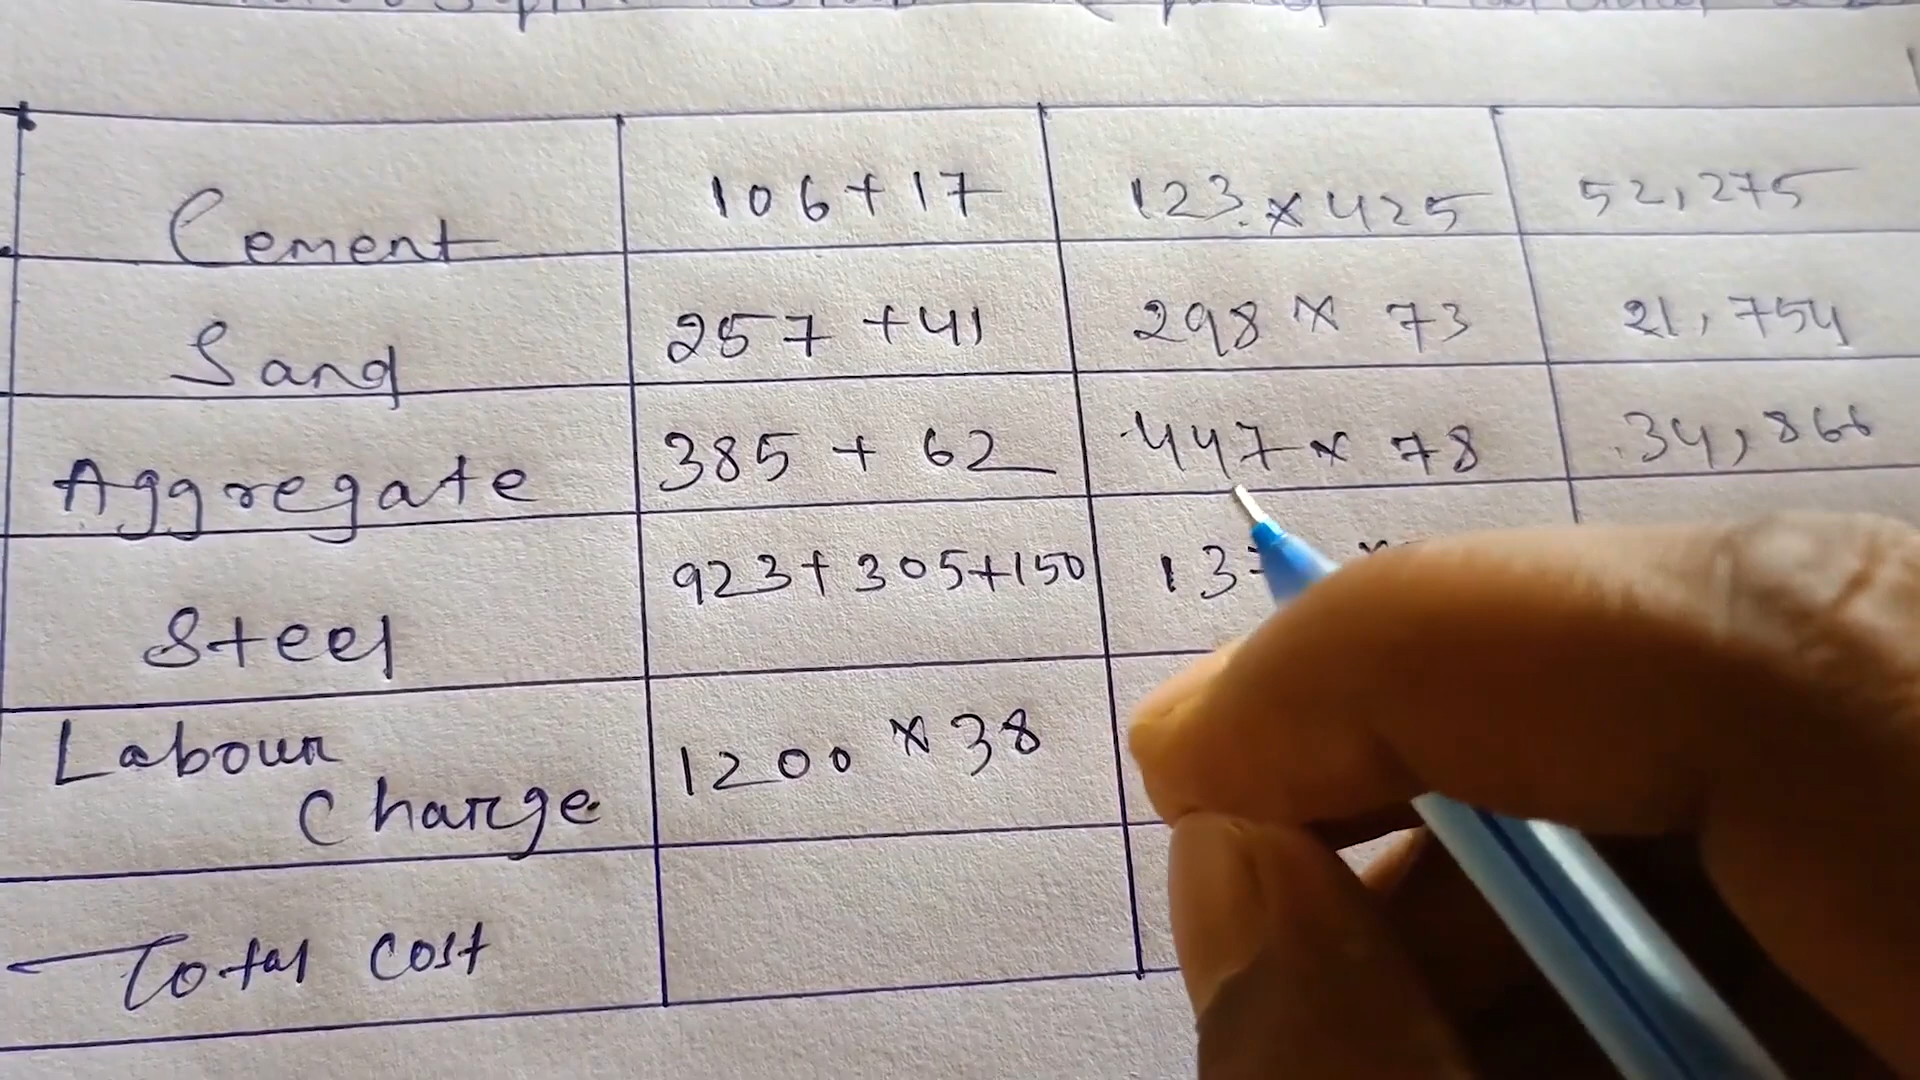 Cement 106+17 123 × 425 52,275
Sand 257 +41 298 × 73 21,754
Aggregate 385 + 62 447 × 78 34,866
Steel 923+305+150
Labour 1200 × 38
Charge
Total cost